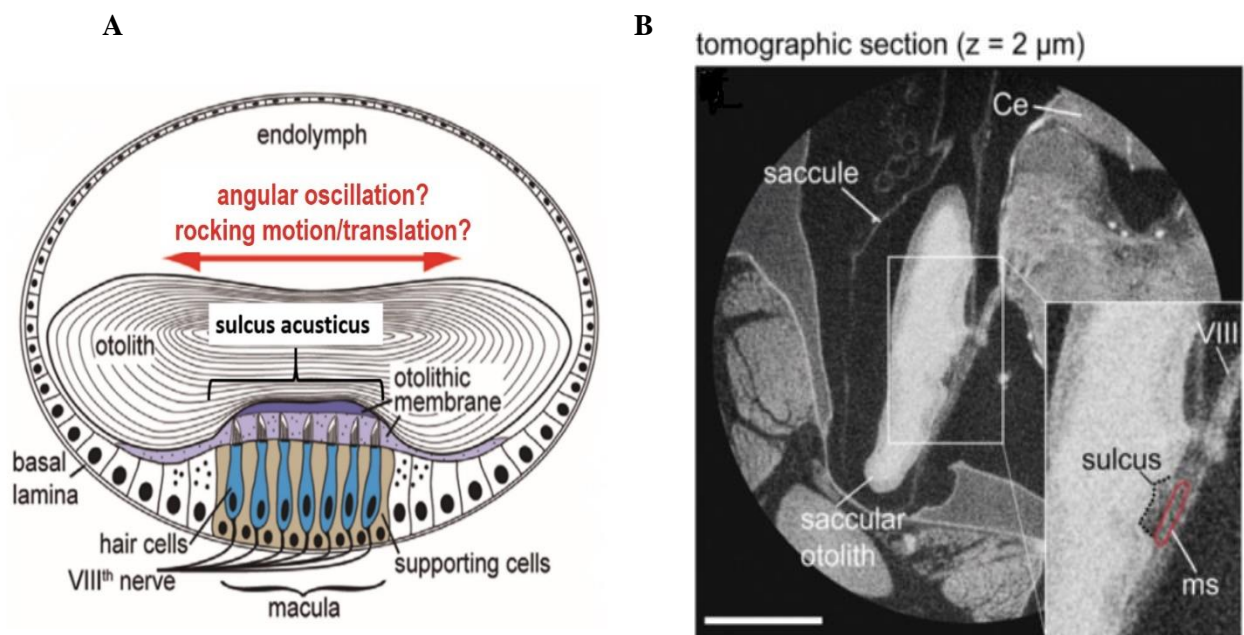 A
endolymph
angular oscillation?
rocking motion/translation?
sulcus acusticus
otolith
otolithic
membrane
basal
lamina
hair cells
VIIIth nerve
supporting cells
macula
B
tomographic section (z = 2 µm)
Ce
saccule
VIII
sulcus
saccular
otolith
ms